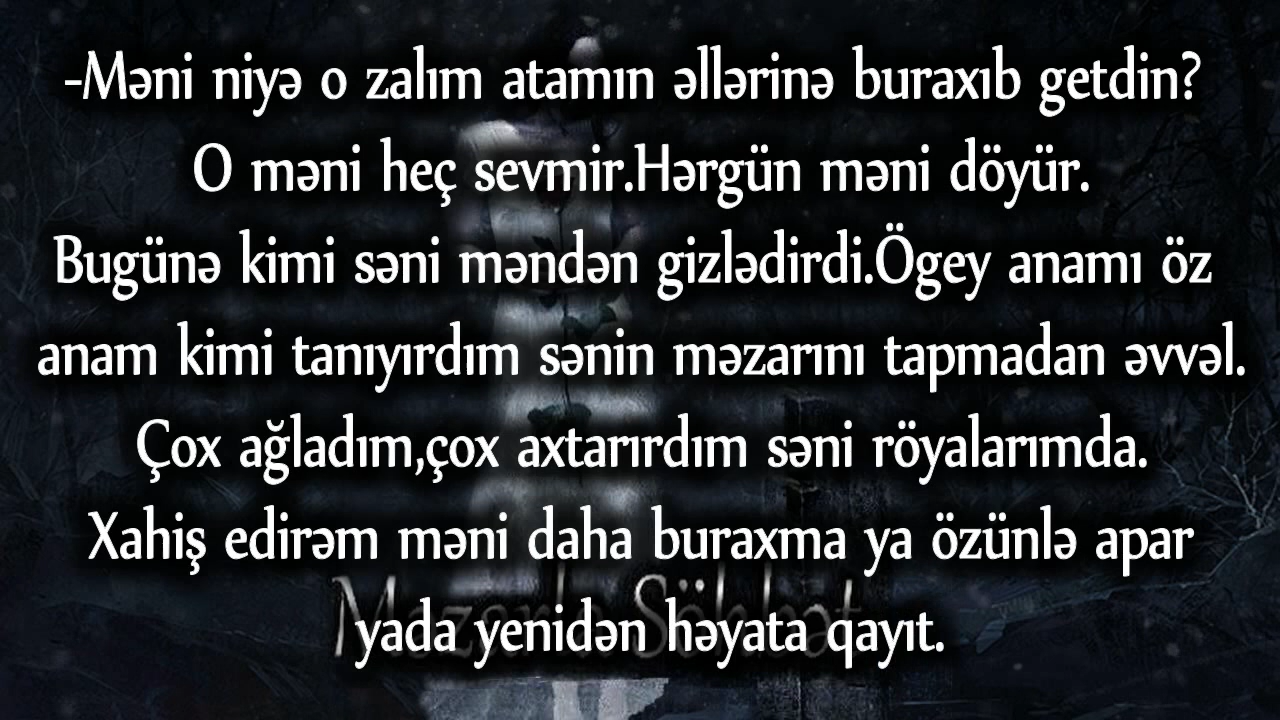 -Məni niyə o zalım atamın əllərinə buraxıb getdin?
O məni heç sevmir.Hərgün məni döyür.
Bugünə kimi səni məndən gizlədirdi.Ögey anamı öz
anam kimi tanıyırdım sənin məzarını tapmadan əvvəl.
Çox ağladım,çox axtarırdım səni röyalarımda.
Xahiş edirəm məni daha buraxma ya özünlə apar
Məzarla Söhbət
yada yenidən həyata qayıt.